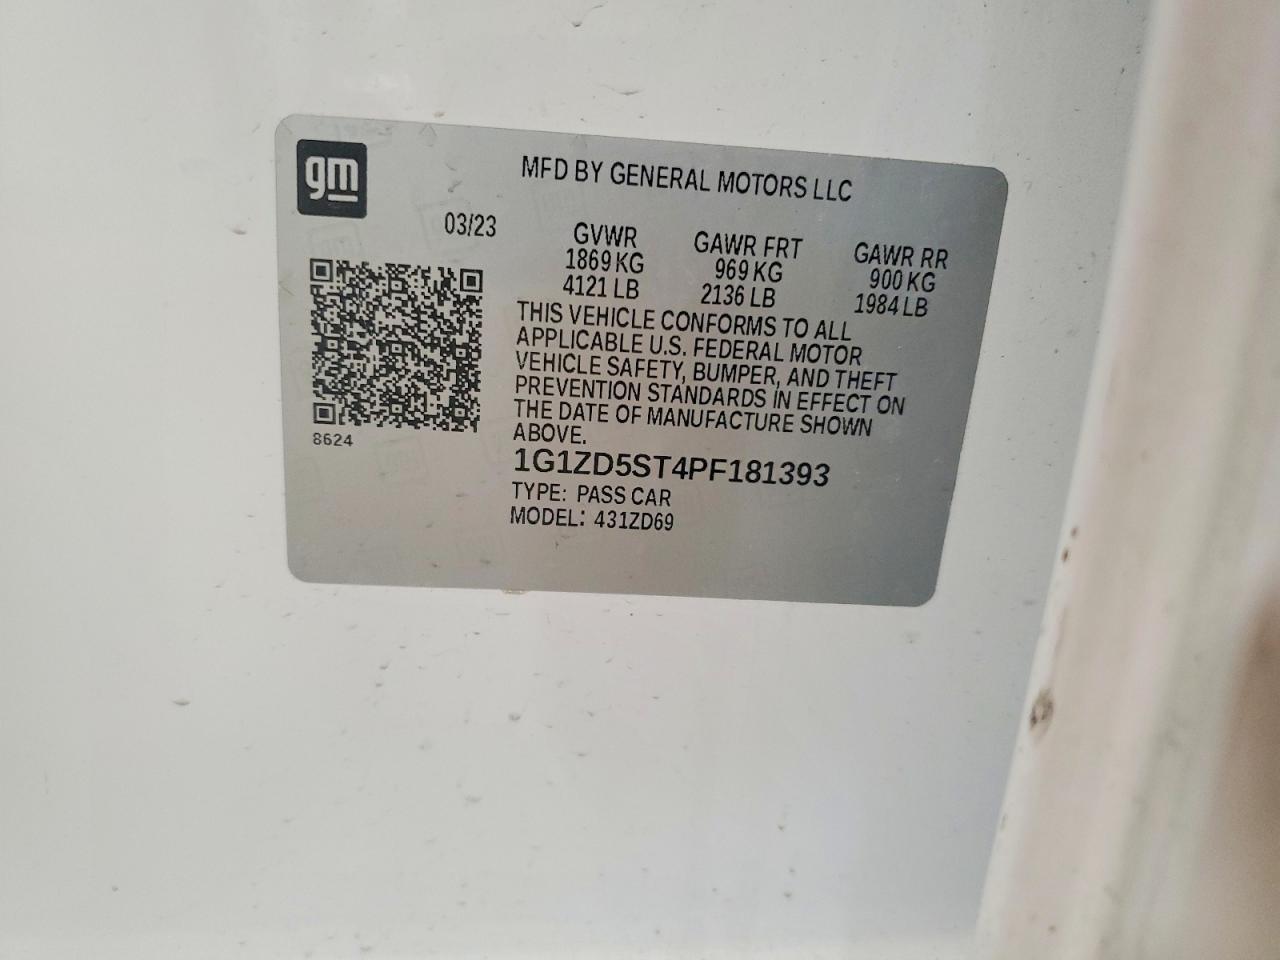 gm
MFD BY GENERAL MOTORS LLC
03/23
GVWR GAWR FRT GAWR RR
1869 KG 969 KG 900 KG
4121 LB 2136 LB 1984 LB
THIS VEHICLE CONFORMS TO ALL
APPLICABLE U.S. FEDERAL MOTOR
VEHICLE SAFETY, BUMPER, AND THEFT
PREVENTION STANDARDS IN EFFECT ON
THE DATE OF MANUFACTURE SHOWN
ABOVE.
8624
1G1ZD5ST4PF181393
TYPE: PASS CAR
MODEL: 431ZD69